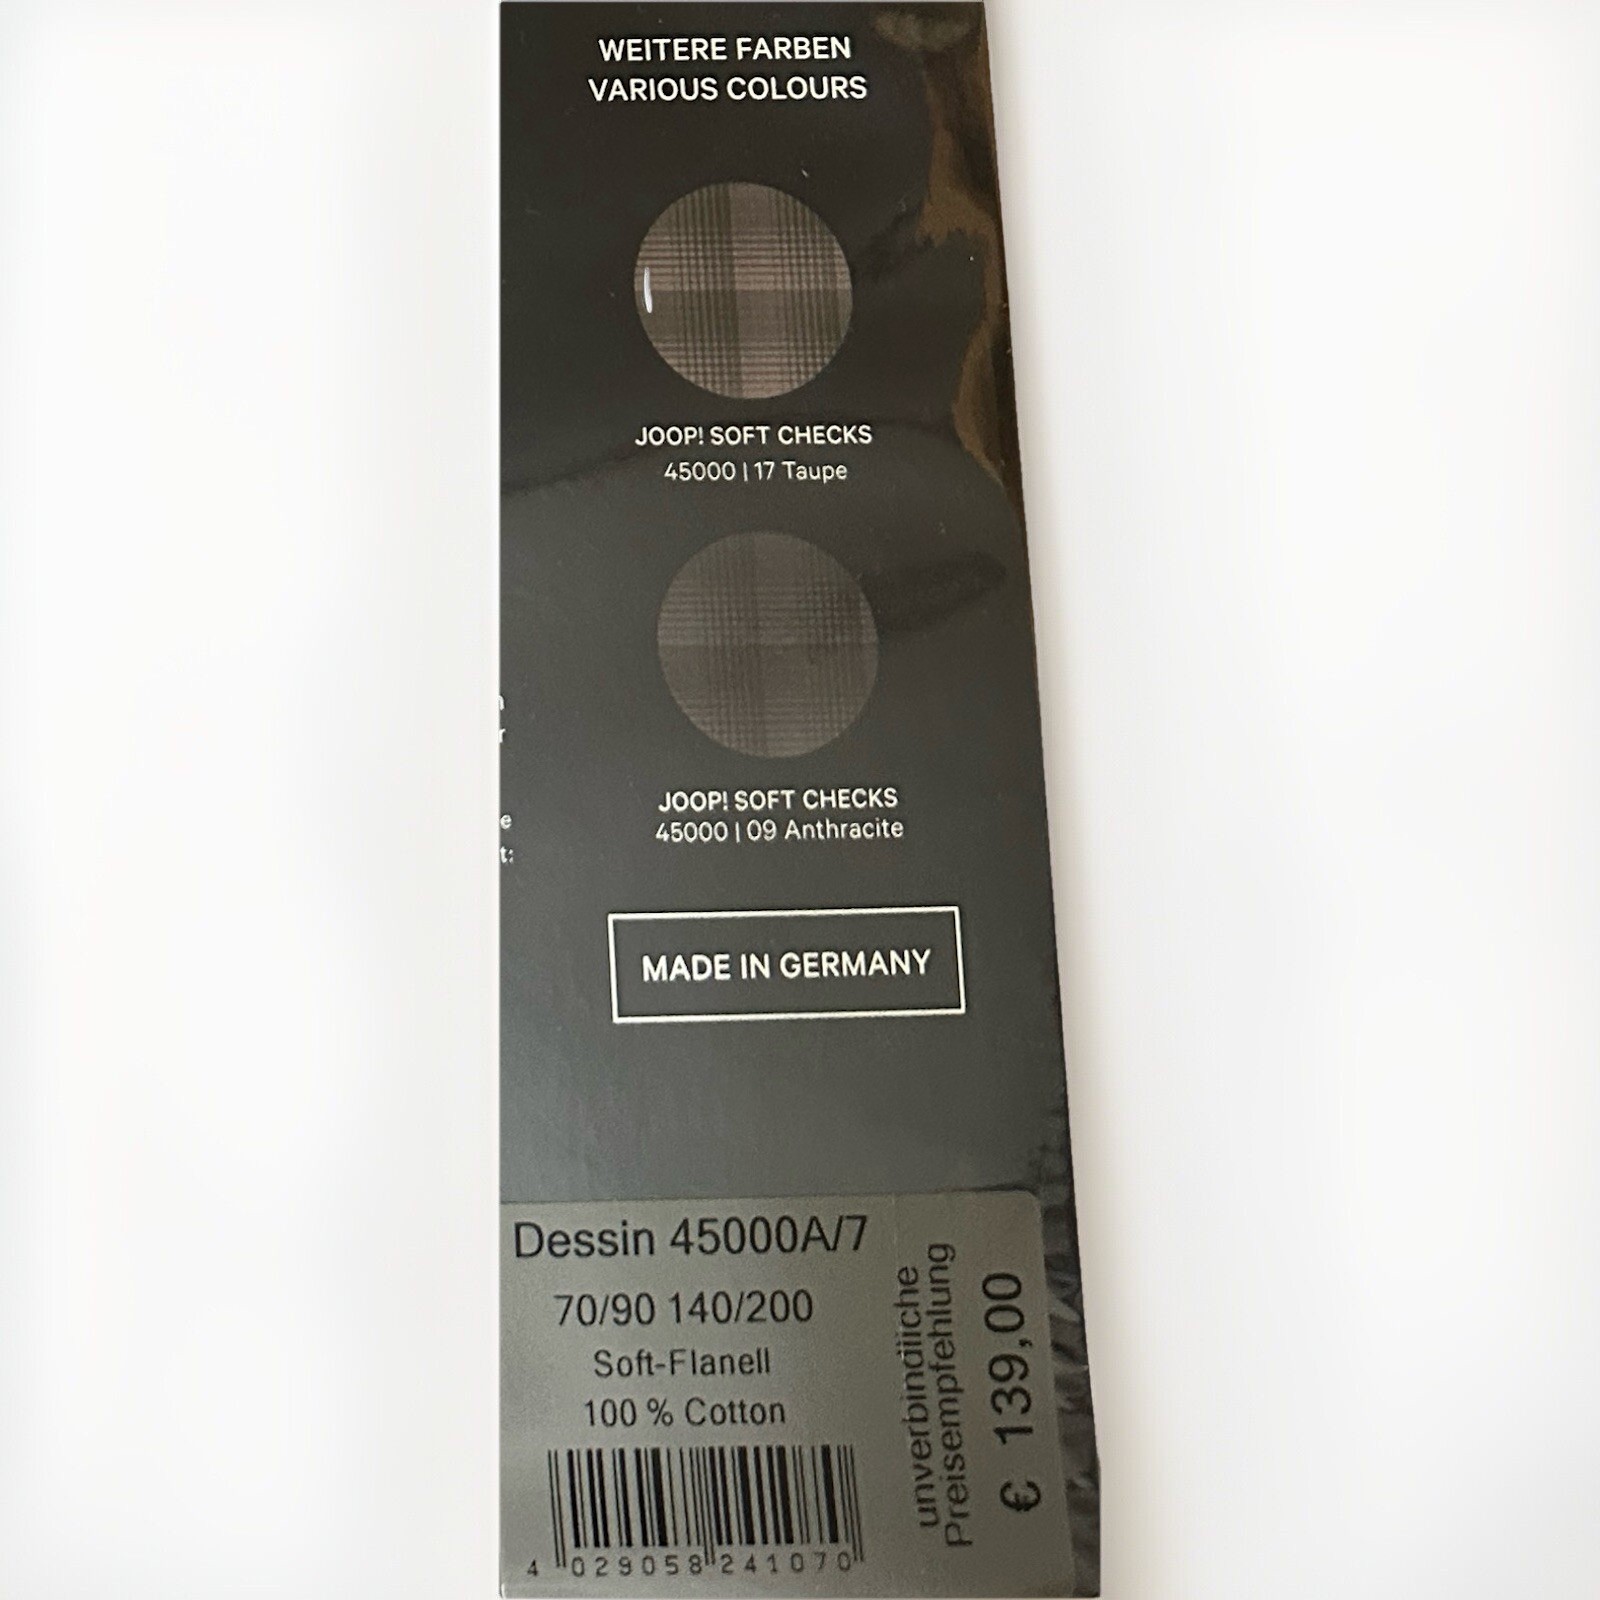 WEITERE FARBEN
VARIOUS COLOURS
JOOP! SOFT CHECKS
45000 | 17 Taupe
JOOP! SOFT CHECKS
45000 | 09 Anthracite
e
t:
MADE IN GERMANY
Dessin 45000A/7
70/90 140/200
Soft-Flanell
100 % Cotton
4 029058 241070
unverbindliche
Preisempfehlung
€ 139,00